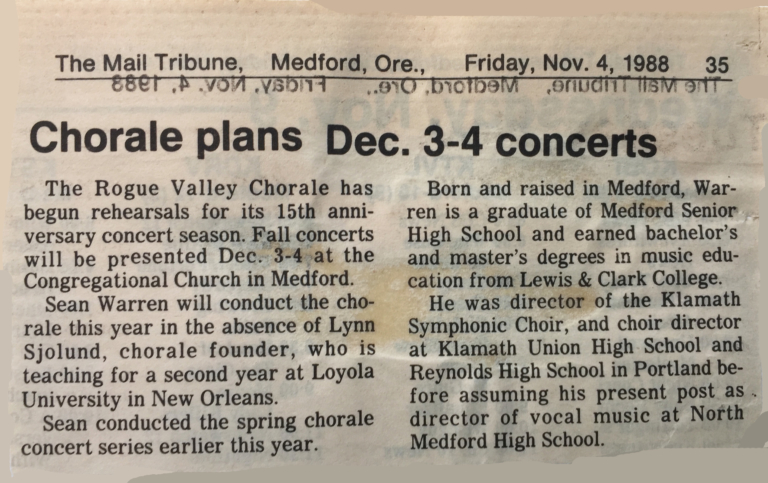 The Mail Tribune, Medford, Ore., Friday, Nov. 4, 1988 35
Chorale plans Dec. 3-4 concerts
The Rogue Valley Chorale has
begun rehearsals for its 15th anni-
versary concert season. Fall concerts
will be presented Dec. 3-4 at the
Congregational Church in Medford.
Sean Warren will conduct the cho-
rale this year in the absence of Lynn
Sjolund, chorale founder, who is
teaching for a second year at Loyola
University in New Orleans.
Sean conducted the spring chorale
concert series earlier this year.
Born and raised in Medford, War-
ren is a graduate of Medford Senior
High School and earned bachelor's
and master's degrees in music edu-
cation from Lewis & Clark College.
He was director of the Klamath
Symphonic Choir, and choir director
at Klamath Union High School and
Reynolds High School in Portland be-
fore assuming his present post as
director of vocal music at North
Medford High School.